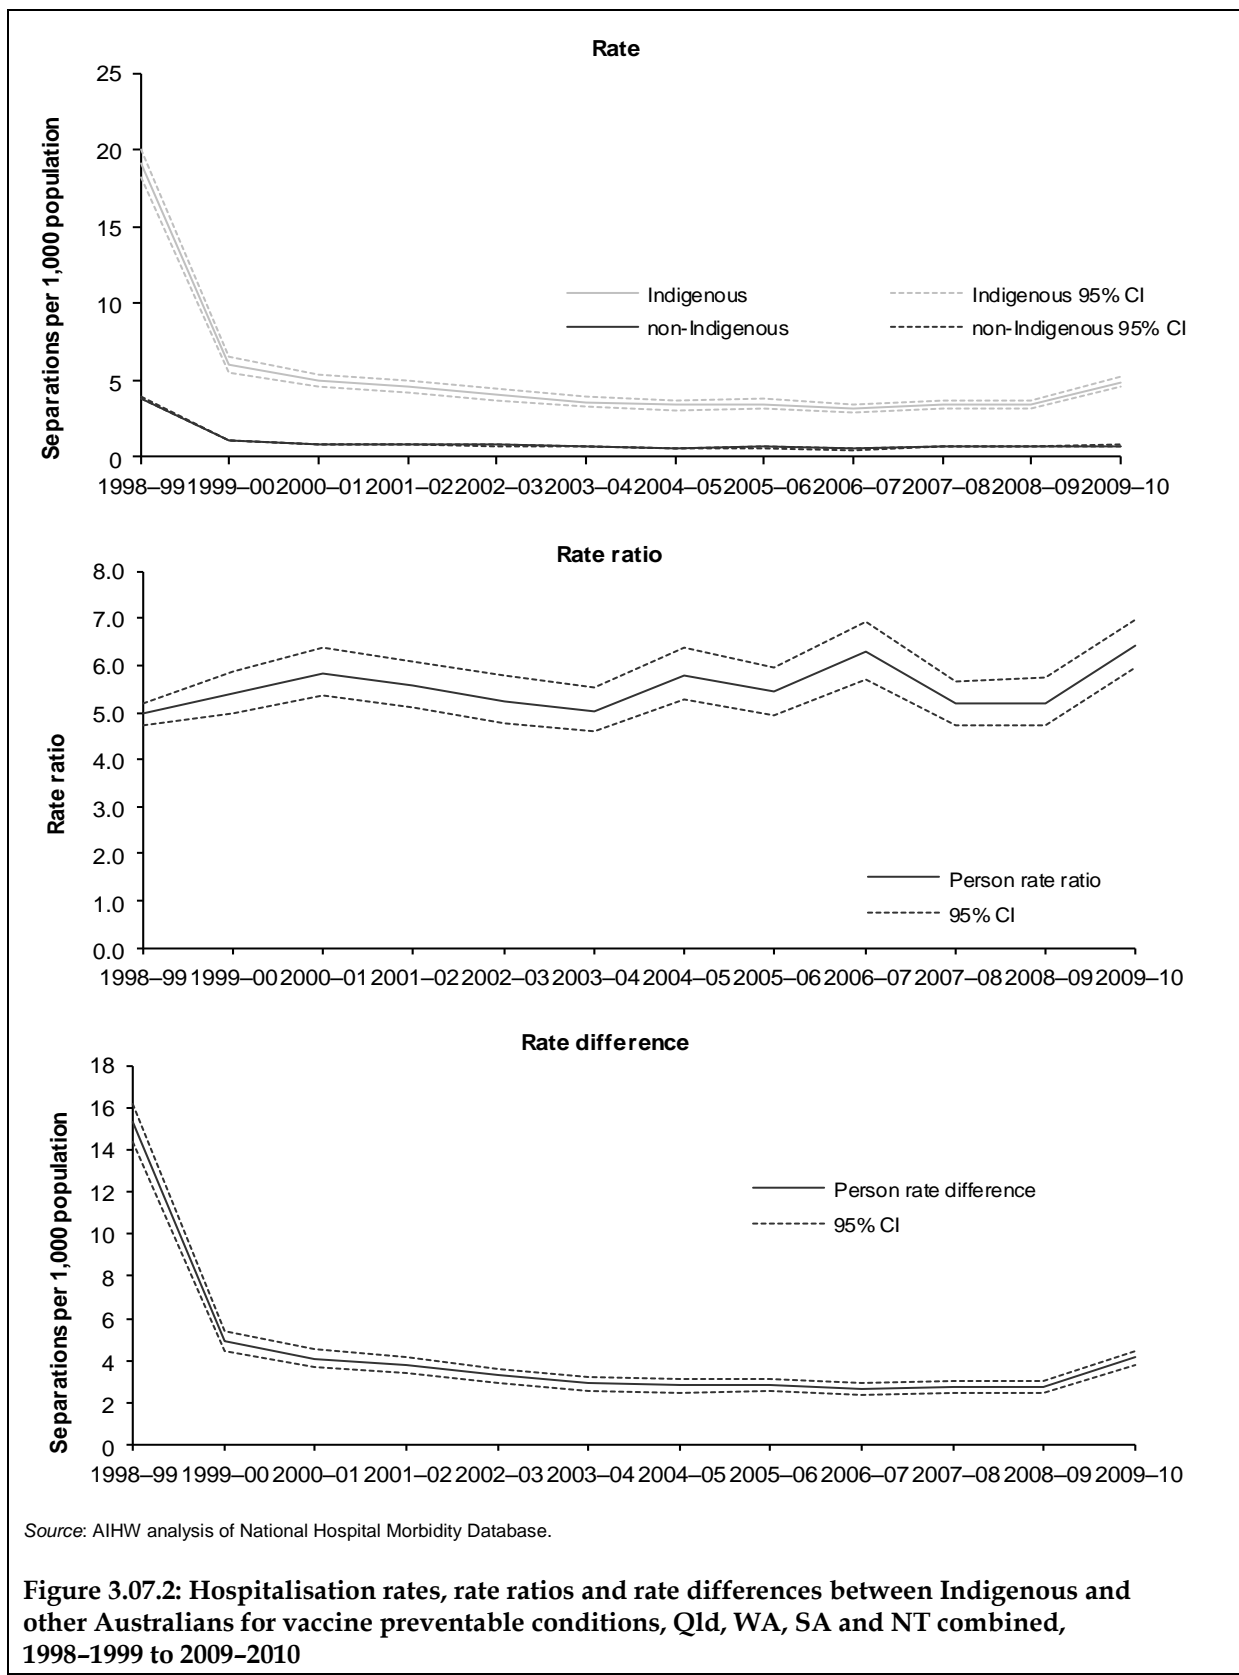 Rate
25
20
15
10
5
0
Separations per 1,000 population
Indigenous
Indigenous 95% CI
non-Indigenous
non-Indigenous 95% CI
1998–99 1999–00 2000–01 2001–02 2002–03 2003–04 2004–05 2005–06 2006–07 2007–08 2008–09 2009–10
Rate ratio
8.0
7.0
6.0
5.0
4.0
3.0
2.0
1.0
0.0
Rate ratio
Person rate ratio
95% CI
1998–99 1999–00 2000–01 2001–02 2002–03 2003–04 2004–05 2005–06 2006–07 2007–08 2008–09 2009–10
Rate difference
18
16
14
12
10
8
6
4
2
0
Separations per 1,000 population
Person rate difference
95% CI
1998–99 1999–00 2000–01 2001–02 2002–03 2003–04 2004–05 2005–06 2006–07 2007–08 2008–09 2009–10
Source: AIHW analysis of National Hospital Morbidity Database.
Figure 3.07.2: Hospitalisation rates, rate ratios and rate differences between Indigenous and
other Australians for vaccine preventable conditions, Qld, WA, SA and NT combined,
1998–1999 to 2009–2010